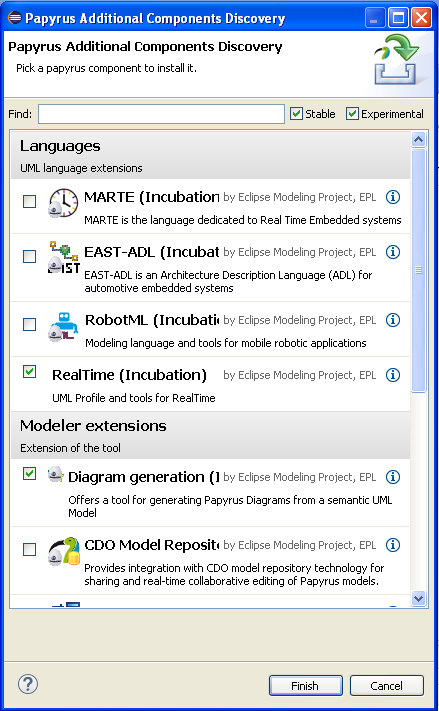 Papyrus Additional Components Discovery
Papyrus Additional Components Discovery
Pick a papyrus component to install it.
Find: Stable Experimental
Languages
UML language extensions
MARTE (Incubation by Eclipse Modeling Project, EPL
MARTE is the language dedicated to Real Time Embedded systems
EAST-ADL (Incubat by Eclipse Modeling Project, EPL
EAST-ADL is an Architecture Description Language (ADL) for
automotive embedded systems
RobotML (Incubati by Eclipse Modeling Project, EPL
Modeling language and tools for mobile robotic applications
RealTime (Incubation) by Eclipse Modeling Project, EPL
UML Profile and tools for RealTime
Modeler extensions
Extension of the tool
Diagram generation (I by Eclipse Modeling Project, EPL
Offers a tool for generating Papyrus Diagrams from a semantic UML
Model
CDO Model Reposit by Eclipse Modeling Project, EPL
Provides integration with CDO model repository technology for
sharing and real-time collaborative editing of Papyrus models.
Finish Cancel